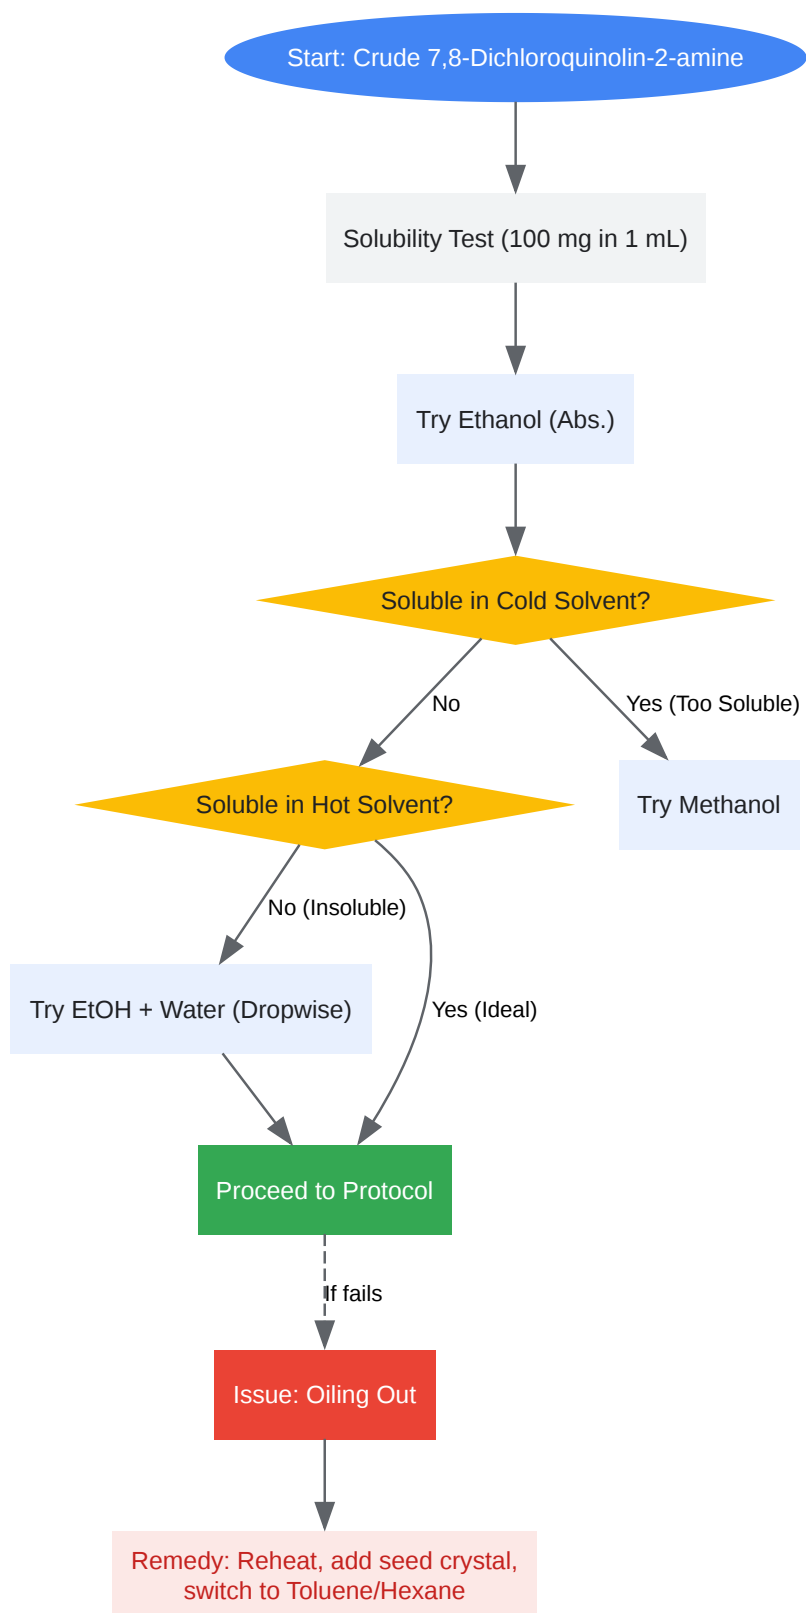 Start: Crude 7,8-Dichloroquinolin-2-amine
Solubility Test (100 mg in 1 mL)
Try Ethanol (Abs.)
Soluble in Cold Solvent?
No
Yes (Too Soluble)
Soluble in Hot Solvent?
Try Methanol
No (Insoluble)
Try EtOH + Water (Dropwise)
Yes (Ideal)
Proceed to Protocol
If fails
Issue: Oiling Out
Remedy: Reheat, add seed crystal,
switch to Toluene/Hexane